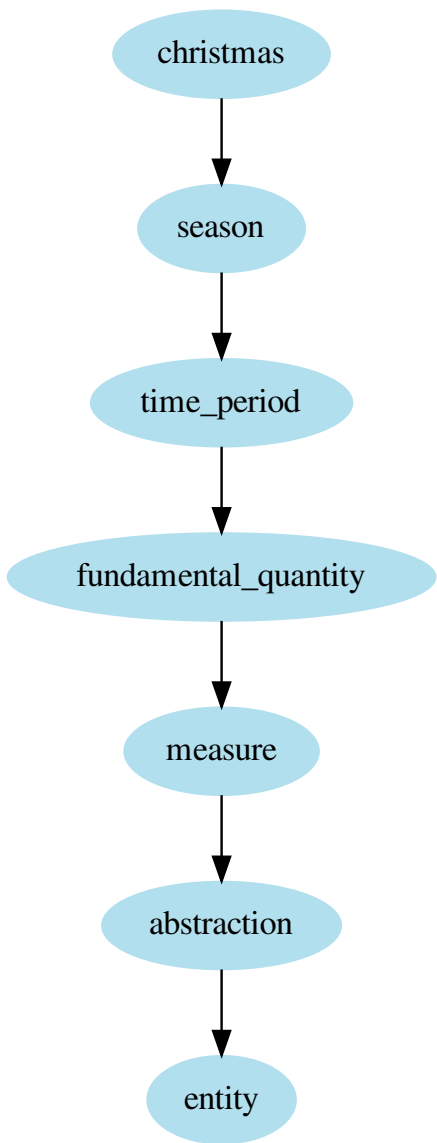 christmas
season
time_period
fundamental_quantity
measure
abstraction
entity